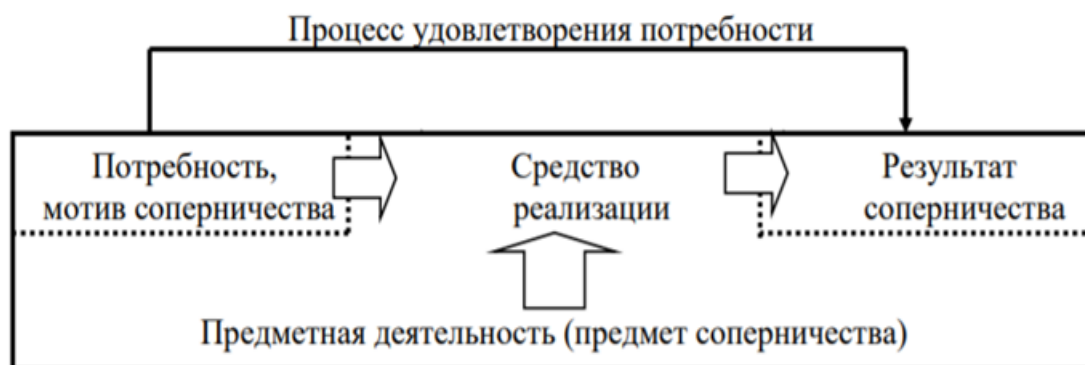 Процесс удовлетворения потребности
Потребность,
мотив соперничества
Средство
реализации
Результат
соперничества
Предметная деятельность (предмет соперничества)